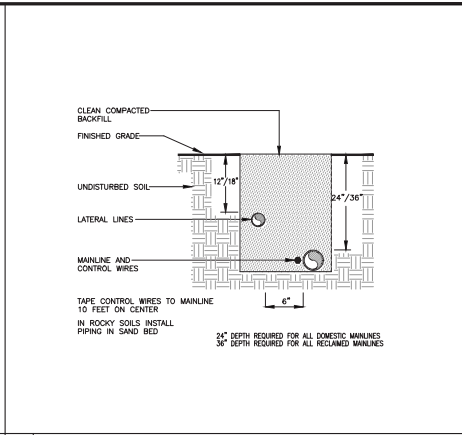 CLEAN COMPACTED
BACKFILL
FINISHED GRADE
12"/18"
UNDISTURBED SOIL
24"/36"
LATERAL LINES
MAINLINE AND
CONTROL WIRES
TAPE CONTROL WIRES TO MAINLINE
10 FEET ON CENTER
6"
IN ROCKY SOILS INSTALL
PIPING IN SAND BED
24" DEPTH REQUIRED FOR ALL DOMESTIC MAINLINES
36" DEPTH REQUIRED FOR ALL RECLAIMED MAINLINES